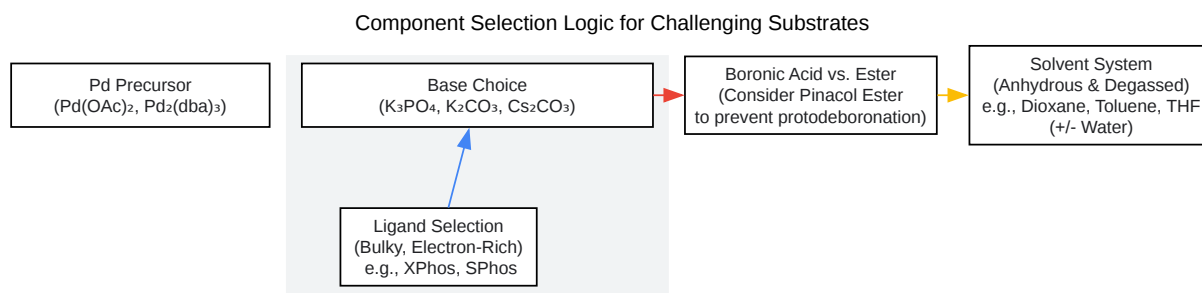 Component Selection Logic for Challenging Substrates
Pd Precursor
(Pd(OAc)₂, Pd₂(dba)₃)
Base Choice
(K₃PO₄, K₂CO₃, Cs₂CO₃)
Boronic Acid vs. Ester
(Consider Pinacol Ester
to prevent protodeboronation)
Solvent System
(Anhydrous & Degassed)
e.g., Dioxane, Toluene, THF
(+/- Water)
Ligand Selection
(Bulky, Electron-Rich)
e.g., XPhos, SPhos